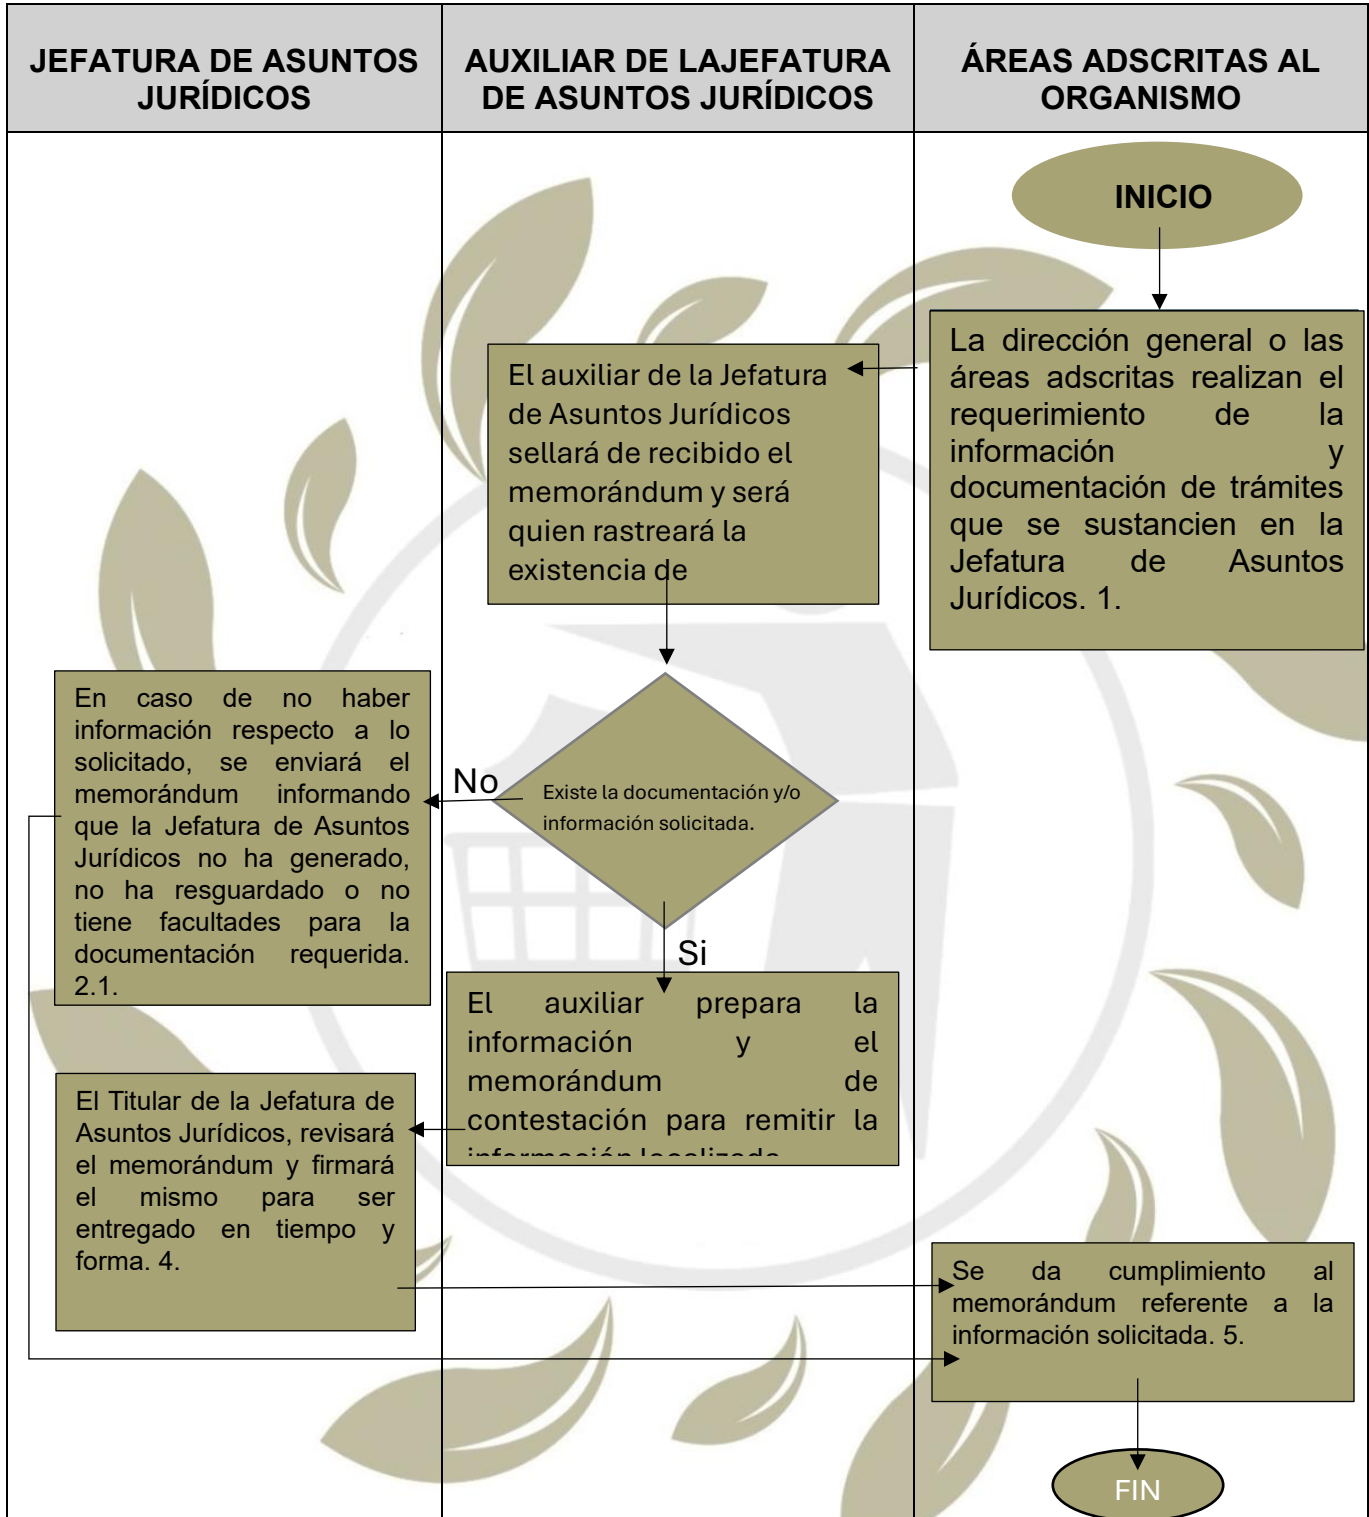 JEFATURA DE ASUNTOS
JURÍDICOS
AUXILIAR DE LAJEFATURA
DE ASUNTOS JURÍDICOS
ÁREAS ADSCRITAS AL
ORGANISMO
INICIO
La dirección general o las
áreas adscritas realizan el
requerimiento de la
información y
documentación de trámites
que se sustancien en la
Jefatura de Asuntos
Jurídicos. 1.
El auxiliar de la Jefatura
de Asuntos Jurídicos
sellará de recibido el
memorándum y será
quien rastreará la
existencia de
Existe la documentación y/o
información solicitada.
No
En caso de no haber
información respecto a lo
solicitado, se enviará el
memorándum informando
que la Jefatura de Asuntos
Jurídicos no ha generado,
no ha resguardado o no
tiene facultades para la
documentación requerida.
2.1.
Si
El auxiliar prepara la
información y el
memorándum de
contestación para remitir la
información localizada
El Titular de la Jefatura de
Asuntos Jurídicos, revisará
el memorándum y firmará
el mismo para ser
entregado en tiempo y
forma. 4.
Se da cumplimiento al
memorándum referente a la
información solicitada. 5.
FIN